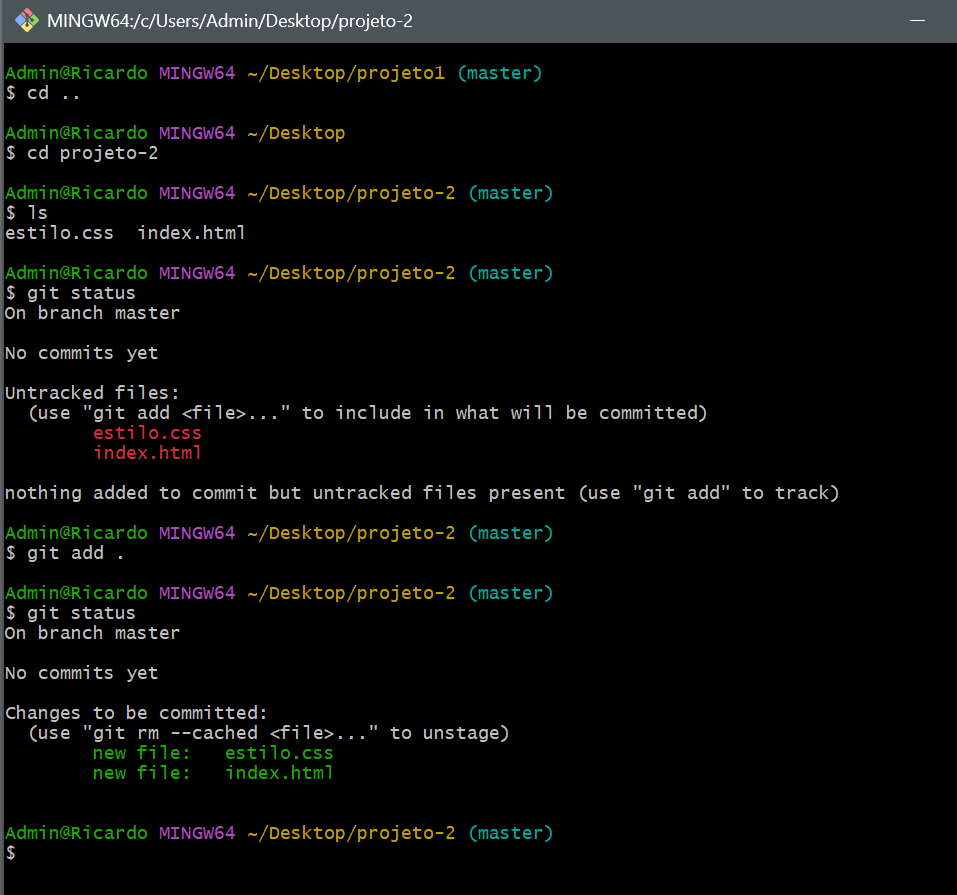 MINGW64:/c/Users/Admin/Desktop/projeto-2
Admin@Ricardo MINGW64 ~/Desktop/projeto1 (master)
$ cd ..
Admin@Ricardo MINGW64 ~/Desktop
$ cd projeto-2
Admin@Ricardo MINGW64 ~/Desktop/projeto-2 (master)
$ ls
estilo.css  index.html
Admin@Ricardo MINGW64 ~/Desktop/projeto-2 (master)
$ git status
On branch master
No commits yet
Untracked files:
  (use "git add <file>..." to include in what will be committed)
        estilo.css
        index.html
nothing added to commit but untracked files present (use "git add" to track)
Admin@Ricardo MINGW64 ~/Desktop/projeto-2 (master)
$ git add .
Admin@Ricardo MINGW64 ~/Desktop/projeto-2 (master)
$ git status
On branch master
No commits yet
Changes to be committed:
  (use "git rm --cached <file>..." to unstage)
        new file:   estilo.css
        new file:   index.html
Admin@Ricardo MINGW64 ~/Desktop/projeto-2 (master)
$